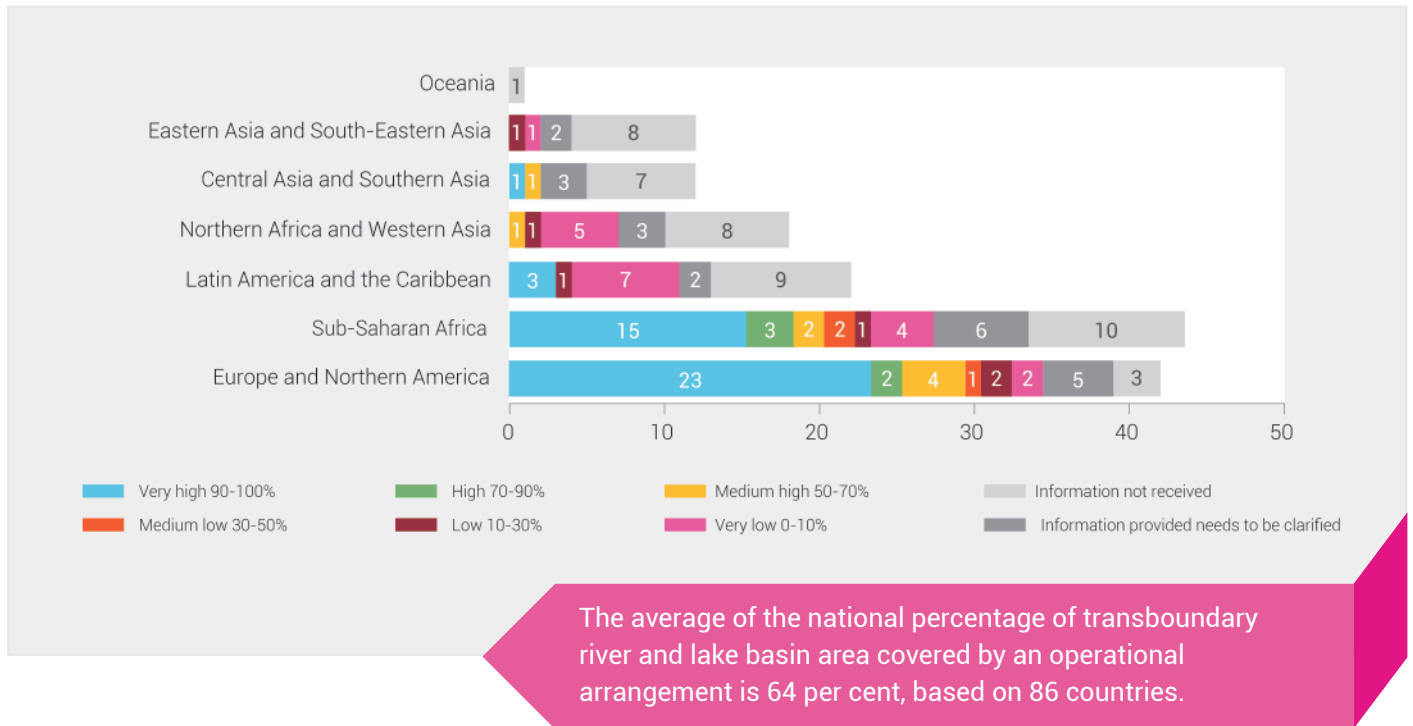 Oceania
1
Eastern Asia and South-Eastern Asia
1 1 2 8
Central Asia and Southern Asia
1 1 3 7
Northern Africa and Western Asia
1 1 5 3 8
Latin America and the Caribbean
3 1 7 2 9
Sub-Saharan Africa
15 3 2 2 1 4 6 10
Europe and Northern America
23 2 4 1 2 2 5 3
0 10 20 30 40 50
Very high 90-100% High 70-90% Medium high 50-70% Information not received
Medium low 30-50% Low 10-30% Very low 0-10% Information provided needs to be clarified
The average of the national percentage of transboundary
river and lake basin area covered by an operational
arrangement is 64 per cent, based on 86 countries.